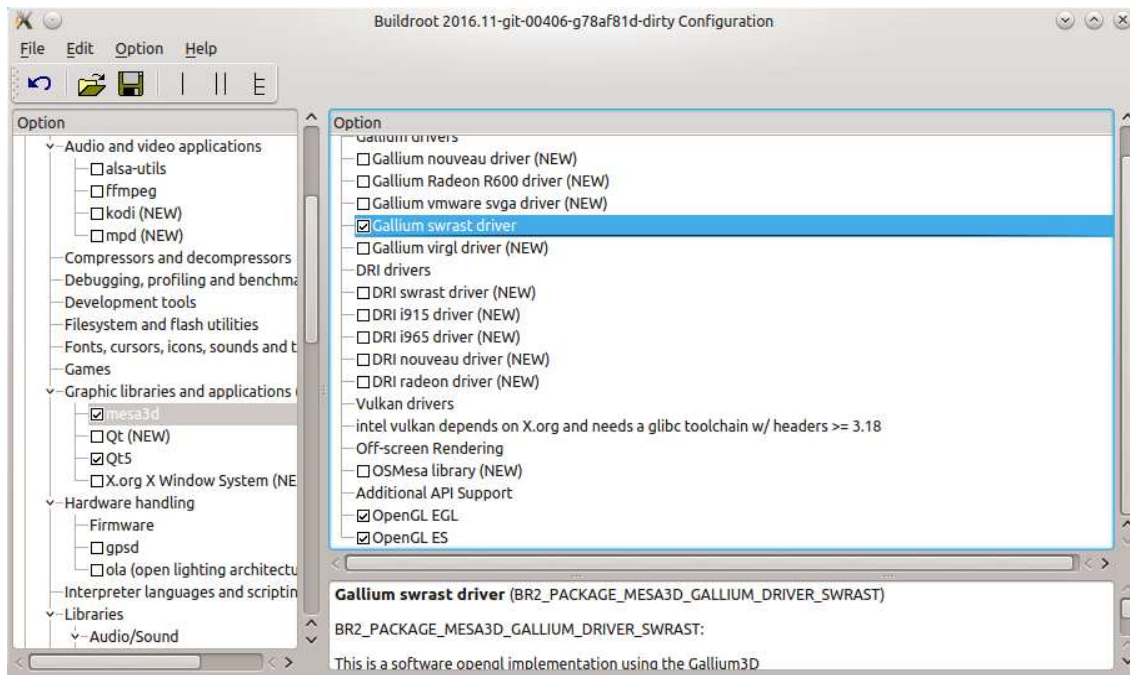 Buildroot 2016.11-git-00406-g78af81d-dirty Configuration
File Edit Option Help
Option
Audio and video applications
alsa-utils
ffmpeg
kodi (NEW)
mpd (NEW)
Compressors and decompressors
Debugging, profiling and benchma
Development tools
Filesystem and flash utilities
Fonts, cursors, icons, sounds and t
Games
Graphic libraries and applications (
mesa3d
Qt (NEW)
Qt5
X.org X Window System (NE
Hardware handling
Firmware
gpsd
ola (open lighting architectu
Interpreter languages and scriptin
Libraries
Audio/Sound
Option
Gallium drivers
Gallium nouveau driver (NEW)
Gallium Radeon R600 driver (NEW)
Gallium vmware svga driver (NEW)
Gallium swrast driver
Gallium virgl driver (NEW)
DRI drivers
DRI swrast driver (NEW)
DRI i915 driver (NEW)
DRI i965 driver (NEW)
DRI nouveau driver (NEW)
DRI radeon driver (NEW)
Vulkan drivers
intel vulkan depends on X.org and needs a glibc toolchain w/ headers >= 3.18
Off-screen Rendering
OSMesa library (NEW)
Additional API Support
OpenGL EGL
OpenGL ES
Gallium swrast driver (BR2_PACKAGE_MESA3D_GALLIUM_DRIVER_SWRAST)
BR2_PACKAGE_MESA3D_GALLIUM_DRIVER_SWRAST:
This is a software opengl implementation using the Gallium3D